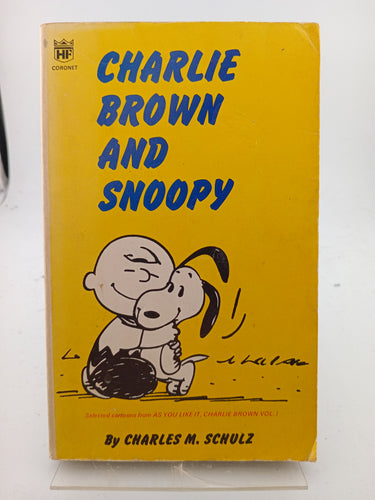 HF
CORONET
CHARLIE
BROWN
AND
SNOOPY
Selected cartoons from AS YOU LIKE IT, CHARLIE BROWN VOL. I
By CHARLES M. SCHULZ